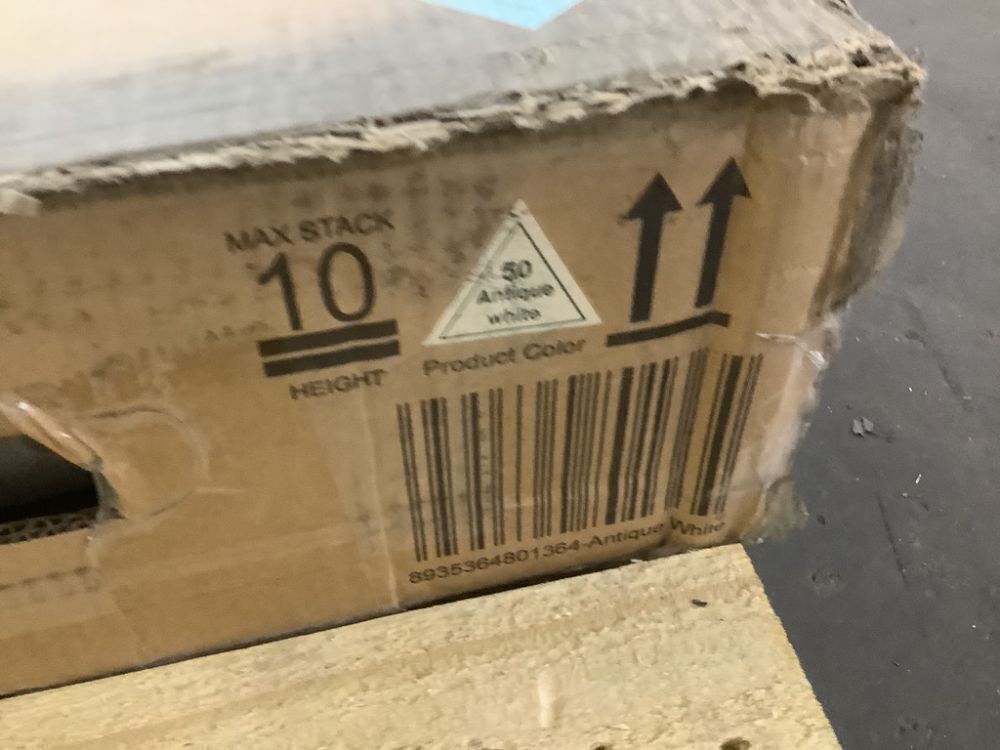 MAX STACK
10
HEIGHT
50
Antique
white
Product Color
8935364801364-Antique White